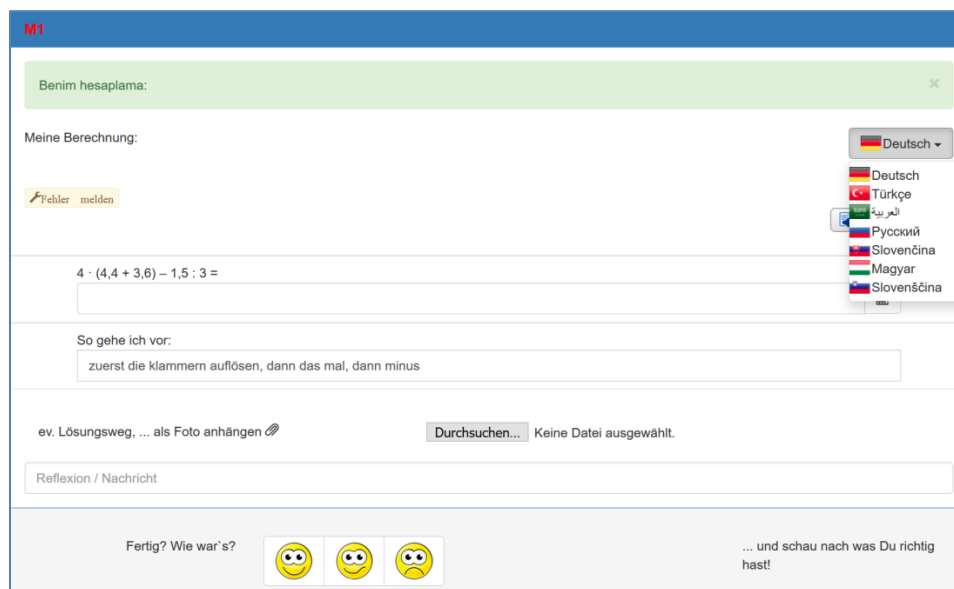 M1
Benim hesaplama:
×
Meine Berechnung:
Deutsch
Deutsch
Türkçe
العربية
Русский
Slovenčina
Magyar
Slovenščina
Fehler melden
4 · (4,4 + 3,6) – 1,5 : 3 =
So gehe ich vor:
zuerst die klammern auflösen, dann das mal, dann minus
ev. Lösungsweg, ... als Foto anhängen
Durchsuchen... Keine Datei ausgewählt.
Reflexion / Nachricht
Fertig? Wie war`s?
... und schau nach was Du richtig
hast!